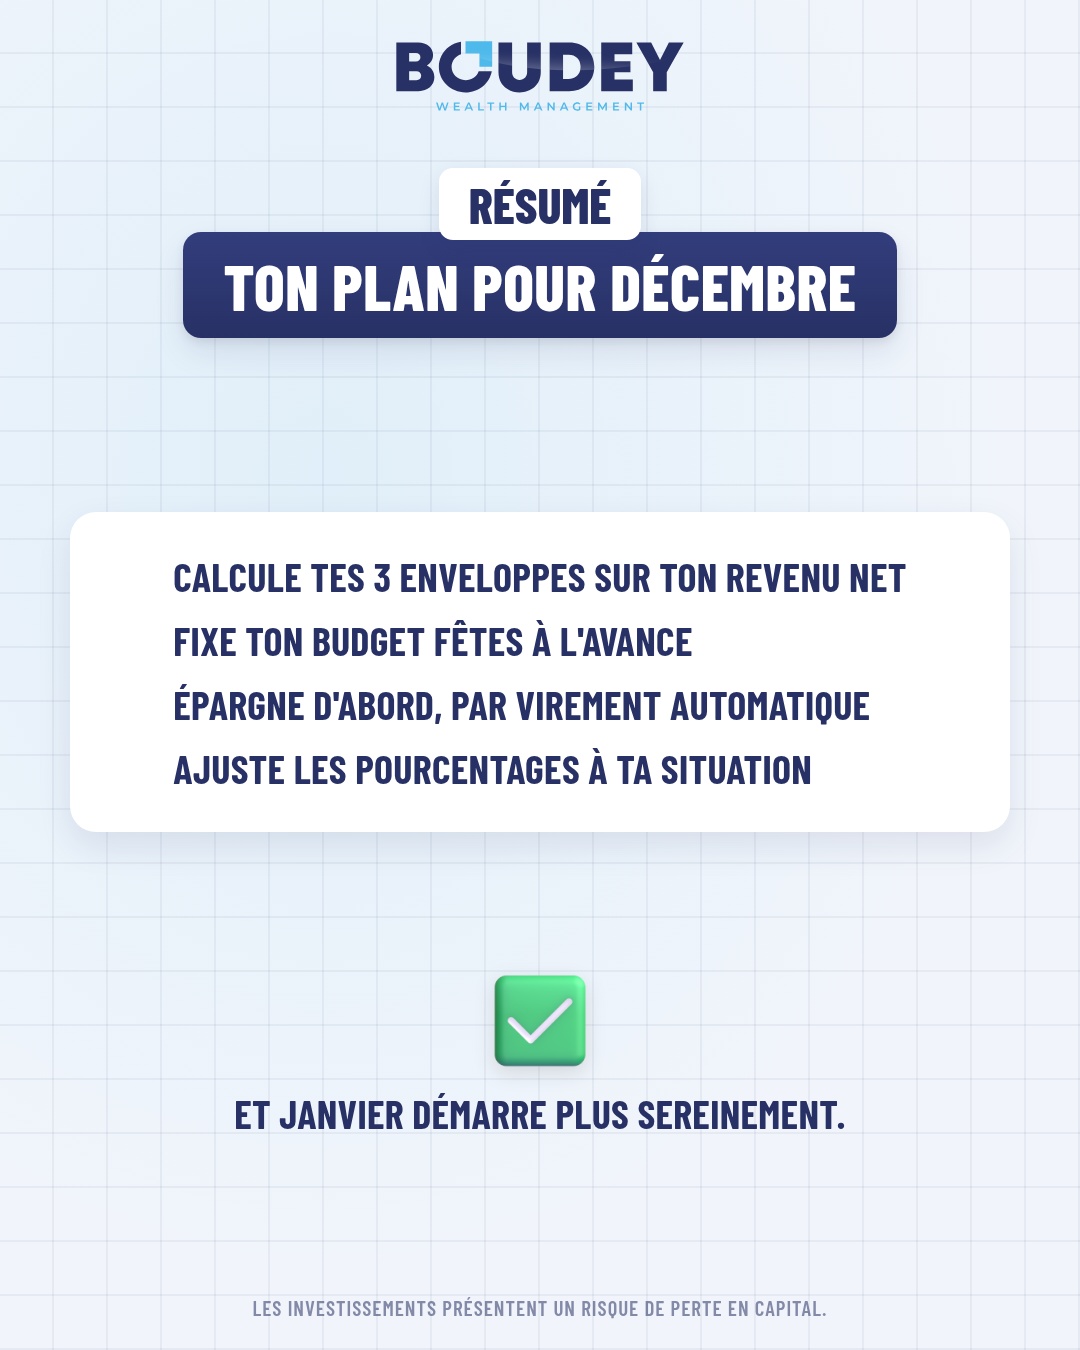 BOUDEY
WEALTH MANAGEMENT
RÉSUMÉ
TON PLAN POUR DÉCEMBRE
CALCULE TES 3 ENVELOPPES SUR TON REVENU NET
FIXE TON BUDGET FÊTES À L'AVANCE
ÉPARGNE D'ABORD, PAR VIREMENT AUTOMATIQUE
AJUSTE LES POURCENTAGES À TA SITUATION
ET JANVIER DÉMARRE PLUS SEREINEMENT.
LES INVESTISSEMENTS PRÉSENTENT UN RISQUE DE PERTE EN CAPITAL.